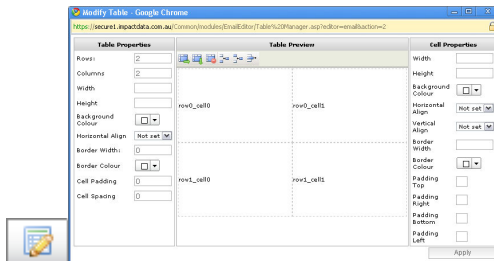 Modify Table - Google Chrome
https://secure1.impactdata.com.au/Common/modules/EmailEditor/Table%20Manager.asp?editor=email&action=2
Table Properties
Rows: 2
Columns 2
Width
Height
Background Colour
Horizontal Align Not set
Border Width: 0
Border Colour
Cell Padding 0
Cell Spacing 0
Table Preview
row0_cell0 row0_cell1
row1_cell0 row1_cell1
Cell Properties
Width
Height
Background Colour
Horizontal Align Not set
Vertical Align Not set
Border Width
Border Colour
Padding Top
Padding Right
Padding Bottom
Padding Left
Apply